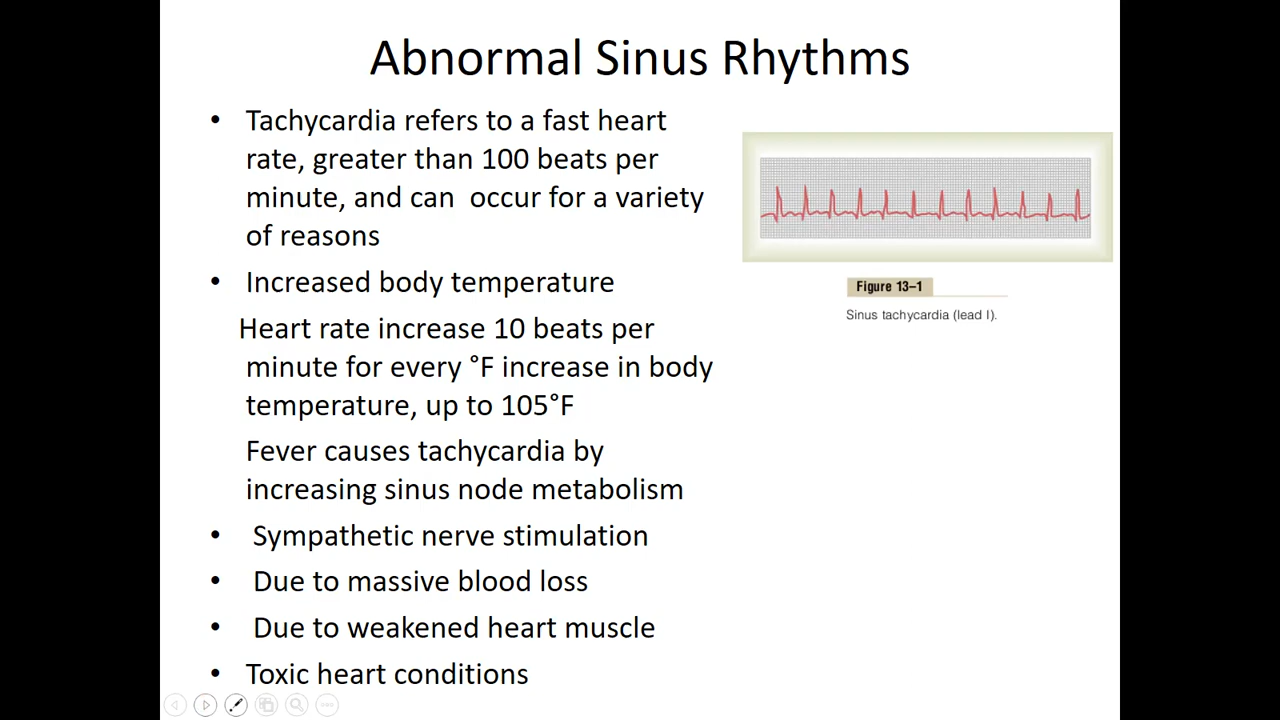 Abnormal Sinus Rhythms
• Tachycardia refers to a fast heart
rate, greater than 100 beats per
minute, and can  occur for a variety
of reasons
• Increased body temperature
Heart rate increase 10 beats per
minute for every °F increase in body
temperature, up to 105°F
Fever causes tachycardia by
increasing sinus node metabolism
• Sympathetic nerve stimulation
• Due to massive blood loss
• Due to weakened heart muscle
• Toxic heart conditions
Figure 13–1
Sinus tachycardia (lead I).